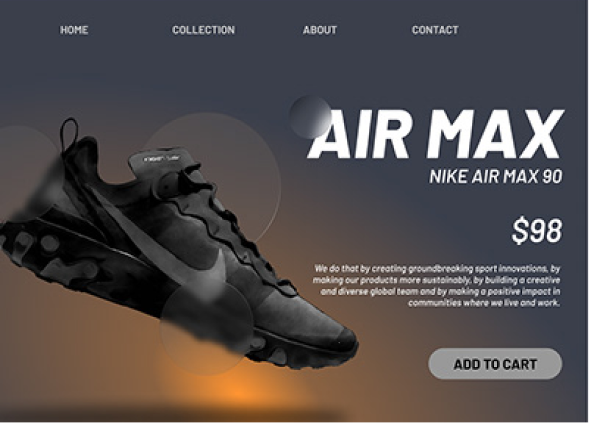 HOME COLLECTION ABOUT CONTACT
AIR MAX
NIKE AIR MAX 90
$98
We do that by creating groundbreaking sport innovations, by
making our products more sustainably, by building a creative
and diverse global team and by making a positive impact in
communities where we live and work.
ADD TO CART